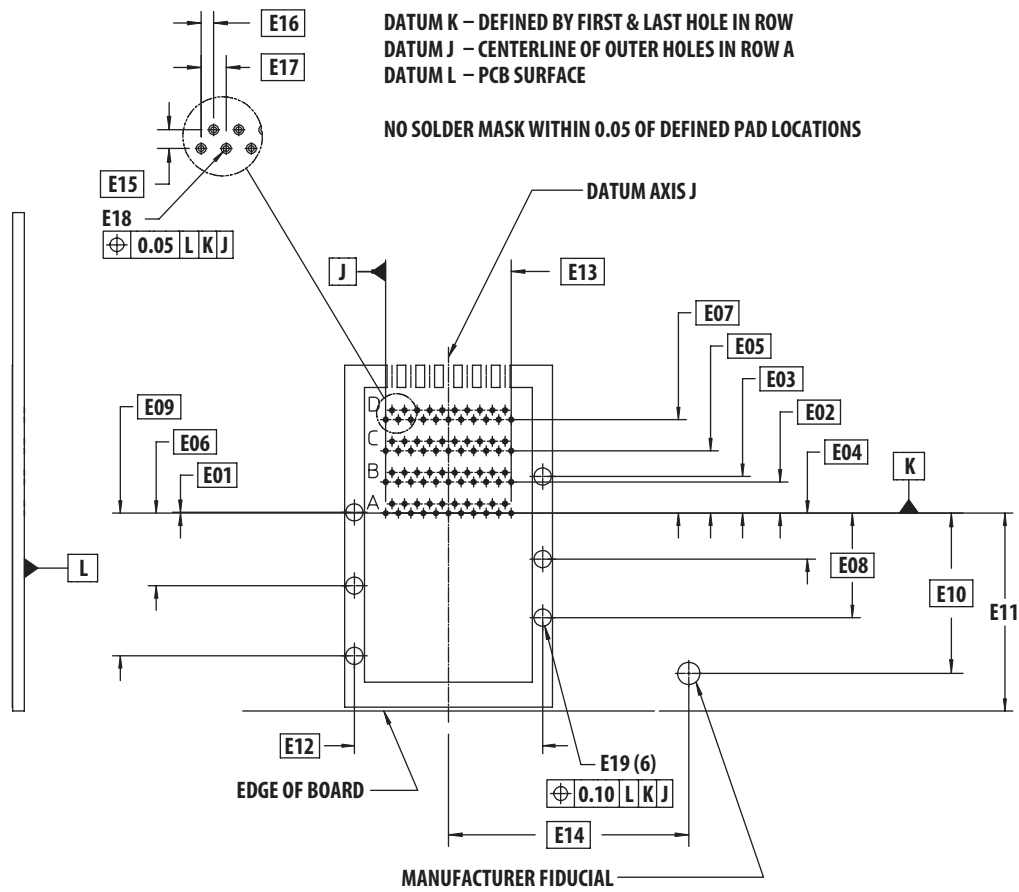 E16
E17
DATUM K – DEFINED BY FIRST & LAST HOLE IN ROW
DATUM J – CENTERLINE OF OUTER HOLES IN ROW A
DATUM L – PCB SURFACE
NO SOLDER MASK WITHIN 0.05 OF DEFINED PAD LOCATIONS
E15
E18
⌖ 0.05 L K J
DATUM AXIS J
J
E13
E07
E05
E03
E02
E04
K
E09
E06
E01
D
C
B
A
L
E08
E10
E11
E12
EDGE OF BOARD
E19 (6)
⌖ 0.10 L K J
E14
MANUFACTURER FIDUCIAL